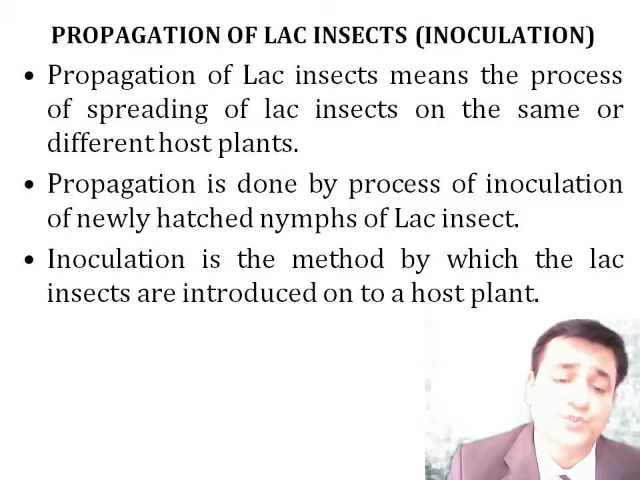 PROPAGATION OF LAC INSECTS (INOCULATION)
• Propagation of Lac insects means the process
of spreading of lac insects on the same or
different host plants.
• Propagation is done by process of inoculation
of newly hatched nymphs of Lac insect.
• Inoculation is the method by which the lac
insects are introduced on to a host plant.